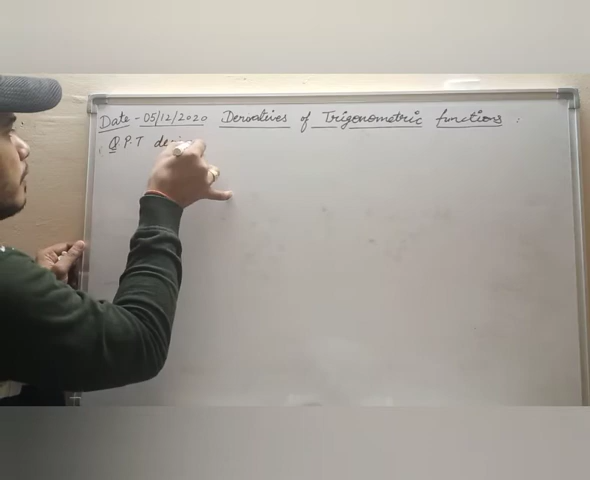 Date - 05/12/2020 Derivatives of Trigonometric functions :
Q. P.T